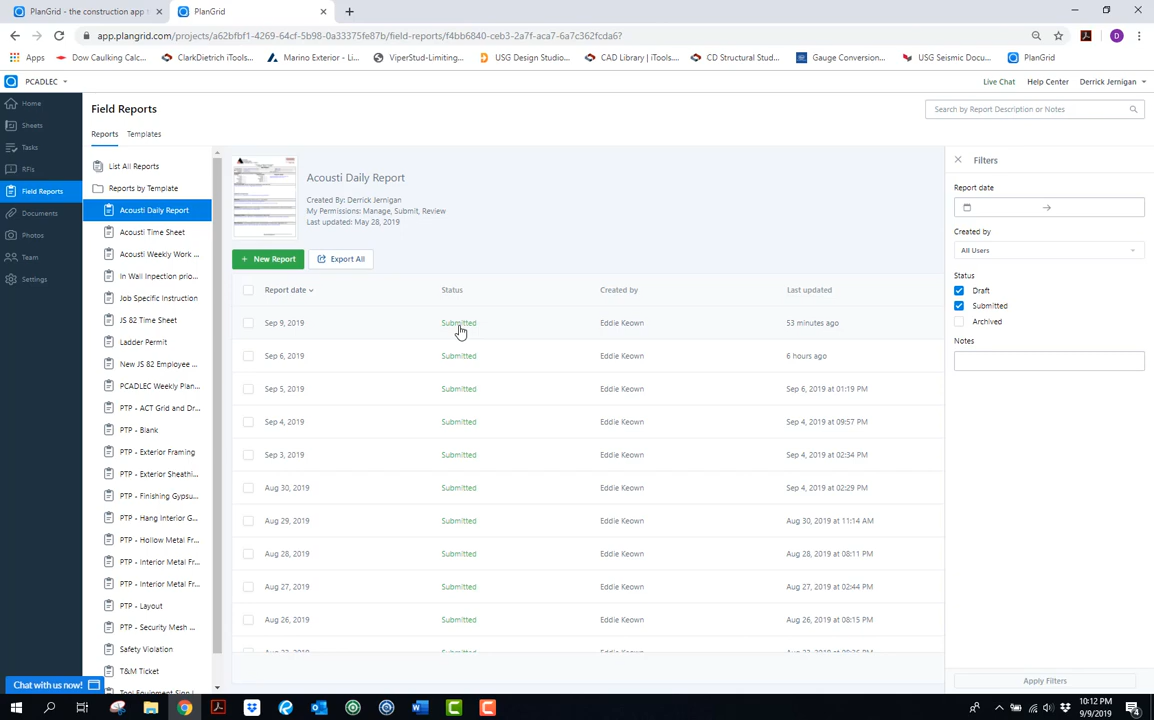 PlanGrid - the construction app f
PlanGrid
app.plangrid.com/projects/a62bfbf1-4269-64cf-5b98-0a33375fe87b/field-reports/f4bb6840-ceb3-2a7f-aca7-6a7c362fcda6?
Apps
Dow Caulking Calc...
ClarkDietrich iTools...
Marino Exterior - Li...
ViperStud-Limiting...
USG Design Studio...
CAD Library | iTools....
CD Structural Stud...
Gauge Conversion...
USG Seismic Docu...
PlanGrid
PCADLEC
Live Chat
Help Center
Derrick Jernigan
Home
Sheets
Tasks
RFIs
Field Reports
Documents
Photos
Team
Settings
Field Reports
Search by Report Description or Notes
Reports
Templates
List All Reports
Reports by Template
Acousti Daily Report
Acousti Time Sheet
Acousti Weekly Work ...
In Wall Inpection prio...
Job Specific Instruction
JS 82 Time Sheet
Ladder Permit
New JS 82 Employee ...
PCADLEC Weekly Plan...
PTP - ACT Grid and Dr...
PTP - Blank
PTP - Exterior Framing
PTP - Exterior Sheathi...
PTP - Finishing Gypsu...
PTP - Hang Interior G...
PTP - Hollow Metal Fr...
PTP - Interior Metal Fr...
PTP - Interior Metal Fr...
PTP - Layout
PTP - Security Mesh ...
Safety Violation
T&M Ticket
Chat with us now!
Acousti Daily Report
Created By: Derrick Jernigan
My Permissions: Manage, Submit, Review
Last updated: May 28, 2019
+ New Report
Export All
Report date
Status
Created by
Last updated
Sep 9, 2019
Submitted
Eddie Keown
53 minutes ago
Sep 6, 2019
Submitted
Eddie Keown
6 hours ago
Sep 5, 2019
Submitted
Eddie Keown
Sep 6, 2019 at 01:19 PM
Sep 4, 2019
Submitted
Eddie Keown
Sep 4, 2019 at 09:57 PM
Sep 3, 2019
Submitted
Eddie Keown
Sep 4, 2019 at 02:34 PM
Aug 30, 2019
Submitted
Eddie Keown
Sep 4, 2019 at 02:29 PM
Aug 29, 2019
Submitted
Eddie Keown
Aug 30, 2019 at 11:14 AM
Aug 28, 2019
Submitted
Eddie Keown
Aug 28, 2019 at 08:11 PM
Aug 27, 2019
Submitted
Eddie Keown
Aug 27, 2019 at 02:44 PM
Aug 26, 2019
Submitted
Eddie Keown
Aug 26, 2019 at 08:15 PM
Filters
Report date
Created by
All Users
Status
Draft
Submitted
Archived
Notes
Apply Filters
10:12 PM
9/9/2019